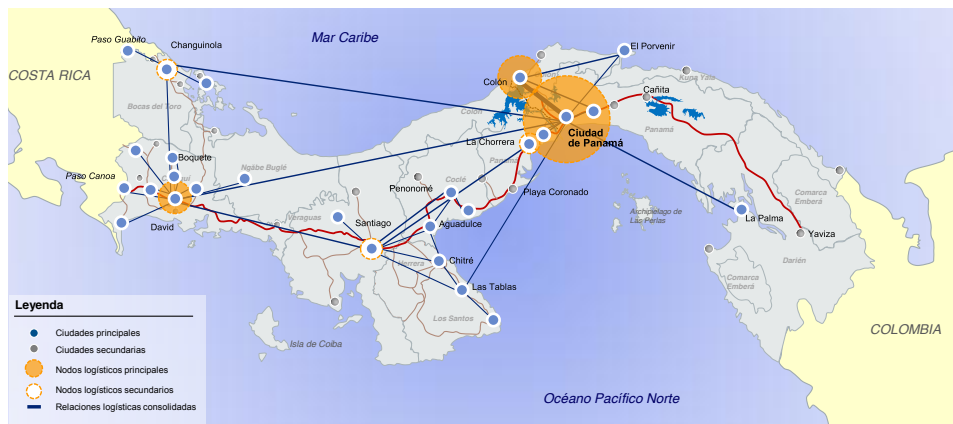 Mar Caribe
Paso Guabito
Changuinola
El Porvenir
COSTA RICA
Colón
Colón
Kuna Yala
Cañita
Bocas del Toro
Colón
Ciudad
de Panamá
Panamá
La Chorrera
Panamá
Boquete
Ngäbe Buglé
Coclé
Paso Canoa
Penonomé
Playa Coronado
Comarca
Emberá
Archipielago de
Las Perlas
La Palma
Veraguas
Santiago
Aguadulce
David
Yaviza
Herrera
Chitré
Darién
Comarca
Emberá
Las Tablas
Los Santos
Isla de Coiba
COLOMBIA
Océano Pacífico Norte
Leyenda
Ciudades principales
Ciudades secundarias
Nodos logísticos principales
Nodos logísticos secundarios
Relaciones logísticas consolidadas